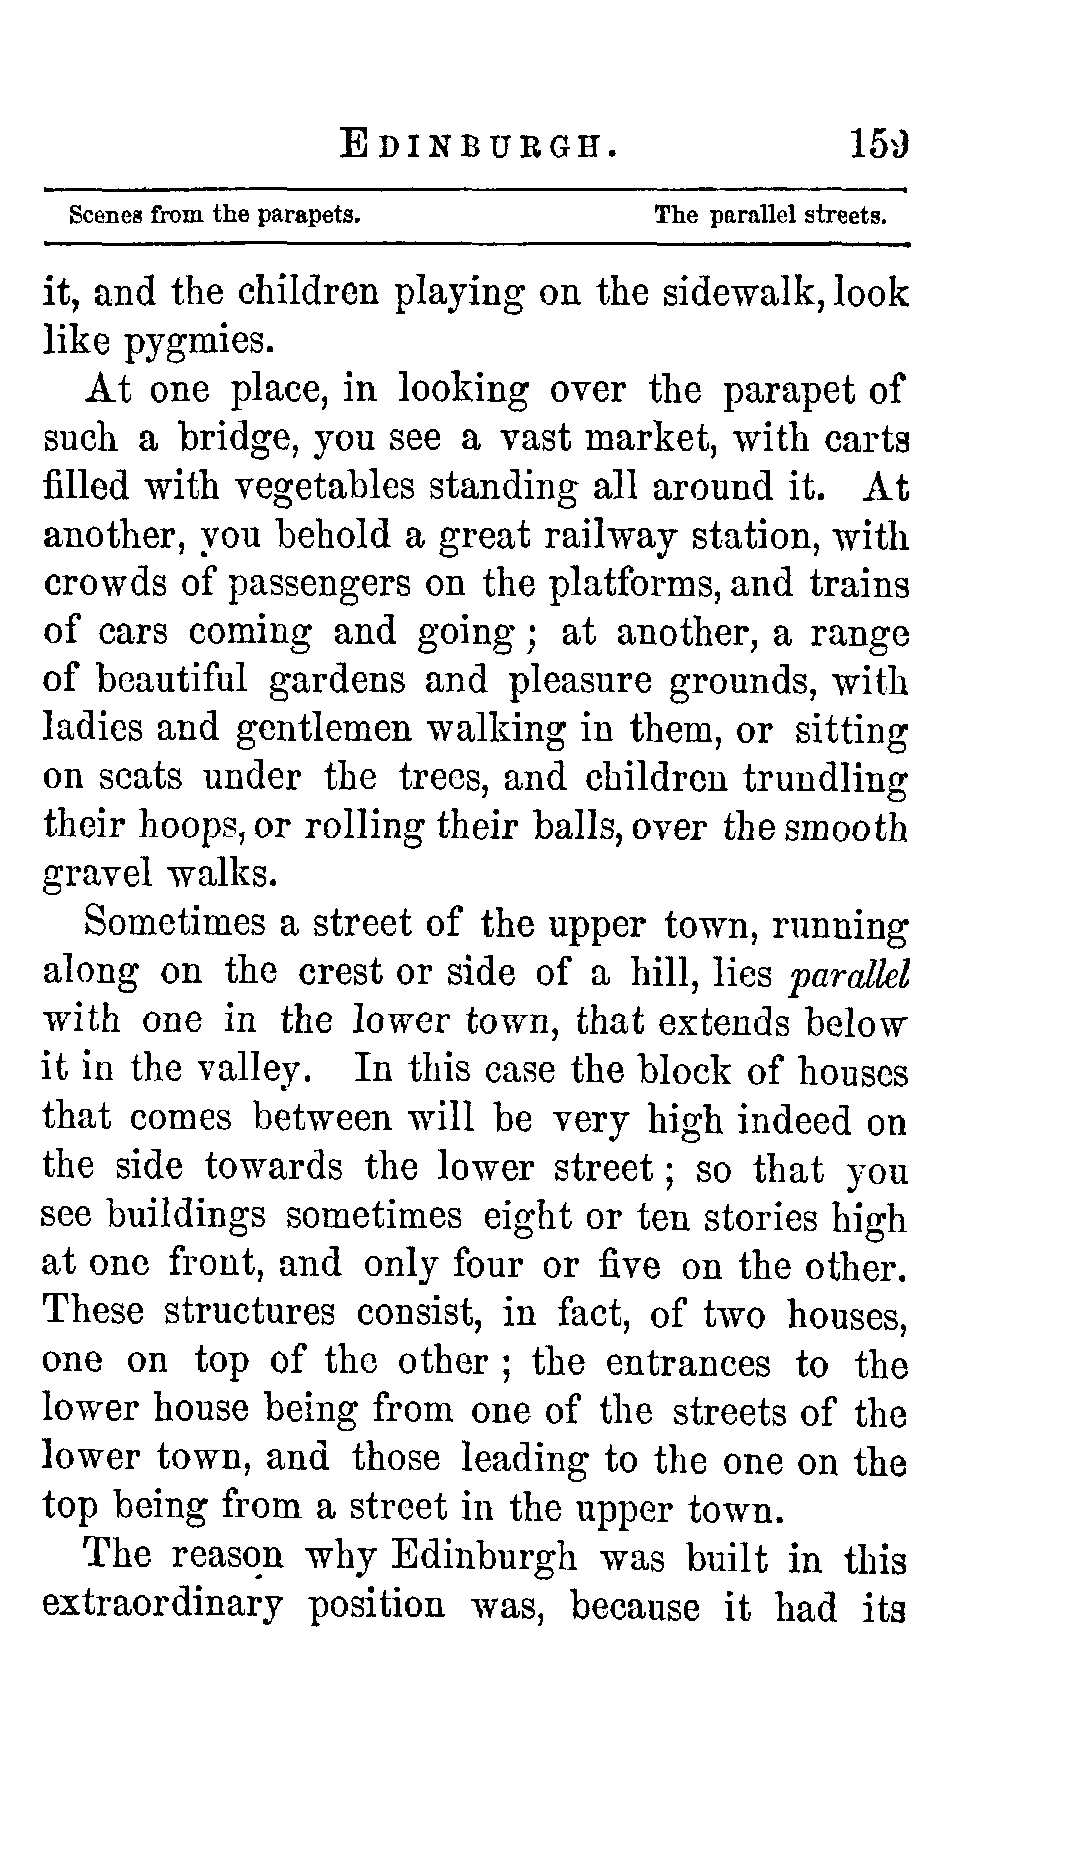 EDINBURGH. 159
Scenes from the parapets. The parallel streets.
it, and the children playing on the sidewalk, look
like pygmies.
At one place, in looking over the parapet of
such a bridge, you see a vast market, with carts
filled with vegetables standing all around it. At
another, you behold a great railway station, with
crowds of passengers on the platforms, and trains
of cars coming and going ; at another, a range
of beautiful gardens and pleasure grounds, with
ladies and gentlemen walking in them, or sitting
on seats under the trees, and children trundling
their hoops, or rolling their balls, over the smooth
gravel walks.
Sometimes a street of the upper town, running
along on the crest or side of a hill, lies parallel
with one in the lower town, that extends below
it in the valley. In this case the block of houses
that comes between will be very high indeed on
the side towards the lower street ; so that you
see buildings sometimes eight or ten stories high
at one front, and only four or five on the other.
These structures consist, in fact, of two houses,
one on top of the other ; the entrances to the
lower house being from one of the streets of the
lower town, and those leading to the one on the
top being from a street in the upper town.
The reason why Edinburgh was built in this
extraordinary position was, because it had its